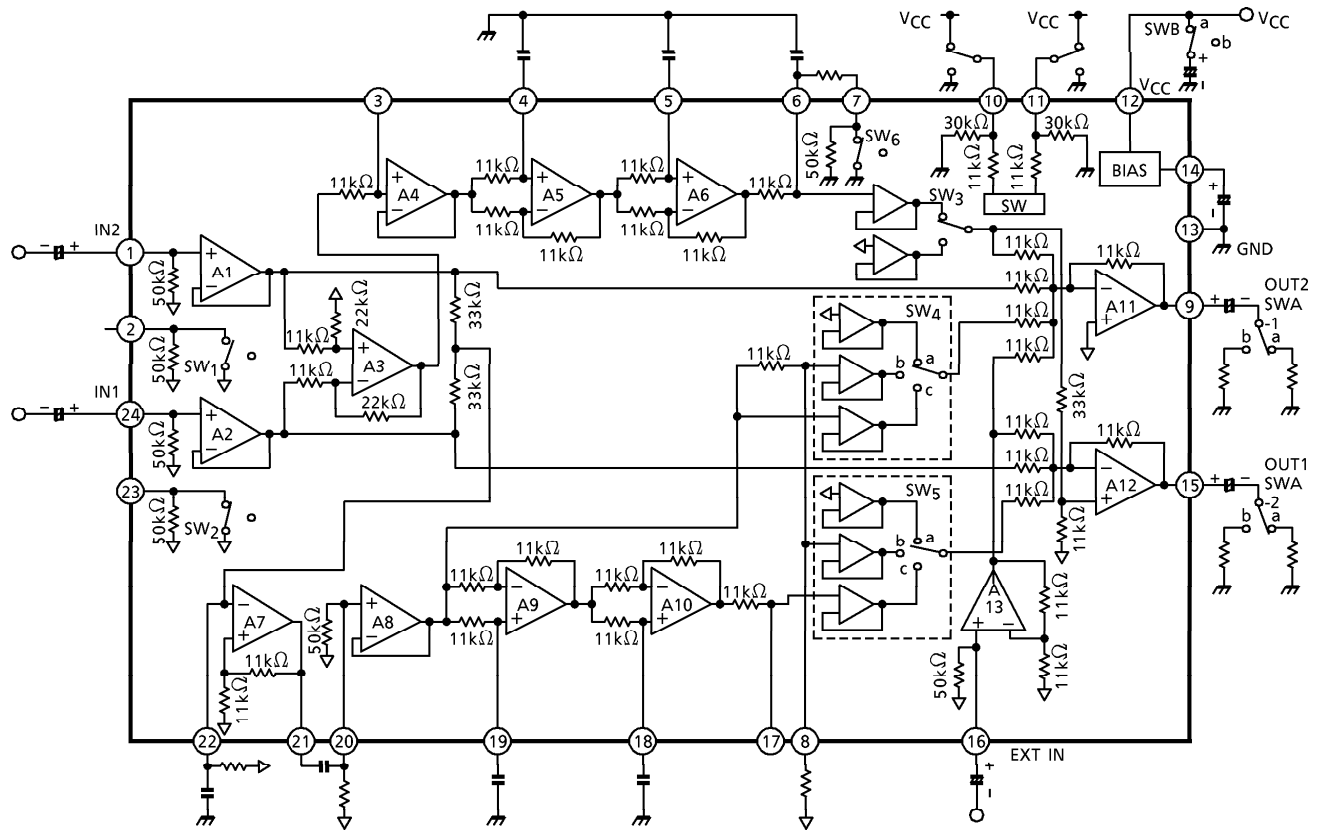 VCC
VCC
SWB
a
b
VCC
+
−
VCC
3
4
5
6
7
10
11
12
50kΩ
SW6
30kΩ
11kΩ
11kΩ
30kΩ
BIAS
14
+
−
SW
13
GND
11kΩ
A4
+
−
11kΩ
11kΩ
A5
+
−
11kΩ
11kΩ
11kΩ
A6
+
−
11kΩ
11kΩ
SW3
IN2
− +
1
50kΩ
A1
+
−
2
50kΩ
SW1
11kΩ
22kΩ
11kΩ
A3
+
−
22kΩ
33kΩ
33kΩ
IN1
− +
24
50kΩ
A2
+
−
23
50kΩ
SW2
11kΩ
11kΩ
11kΩ
11kΩ
11kΩ
A11
−
+
9
+ −
OUT2
SWA
-1
b
a
11kΩ
SW4
b
a
c
33kΩ
11kΩ
11kΩ
11kΩ
11kΩ
A12
−
+
15
+ −
OUT1
SWA
-2
b
a
11kΩ
SW5
b
a
c
A7
−
+
11kΩ
11kΩ
50kΩ
A8
+
−
11kΩ
11kΩ
11kΩ
A9
−
+
11kΩ
11kΩ
11kΩ
A10
−
+
11kΩ
A
13
+
−
11kΩ
11kΩ
50kΩ
22
21
20
19
18
17
8
16
EXT IN
+
−